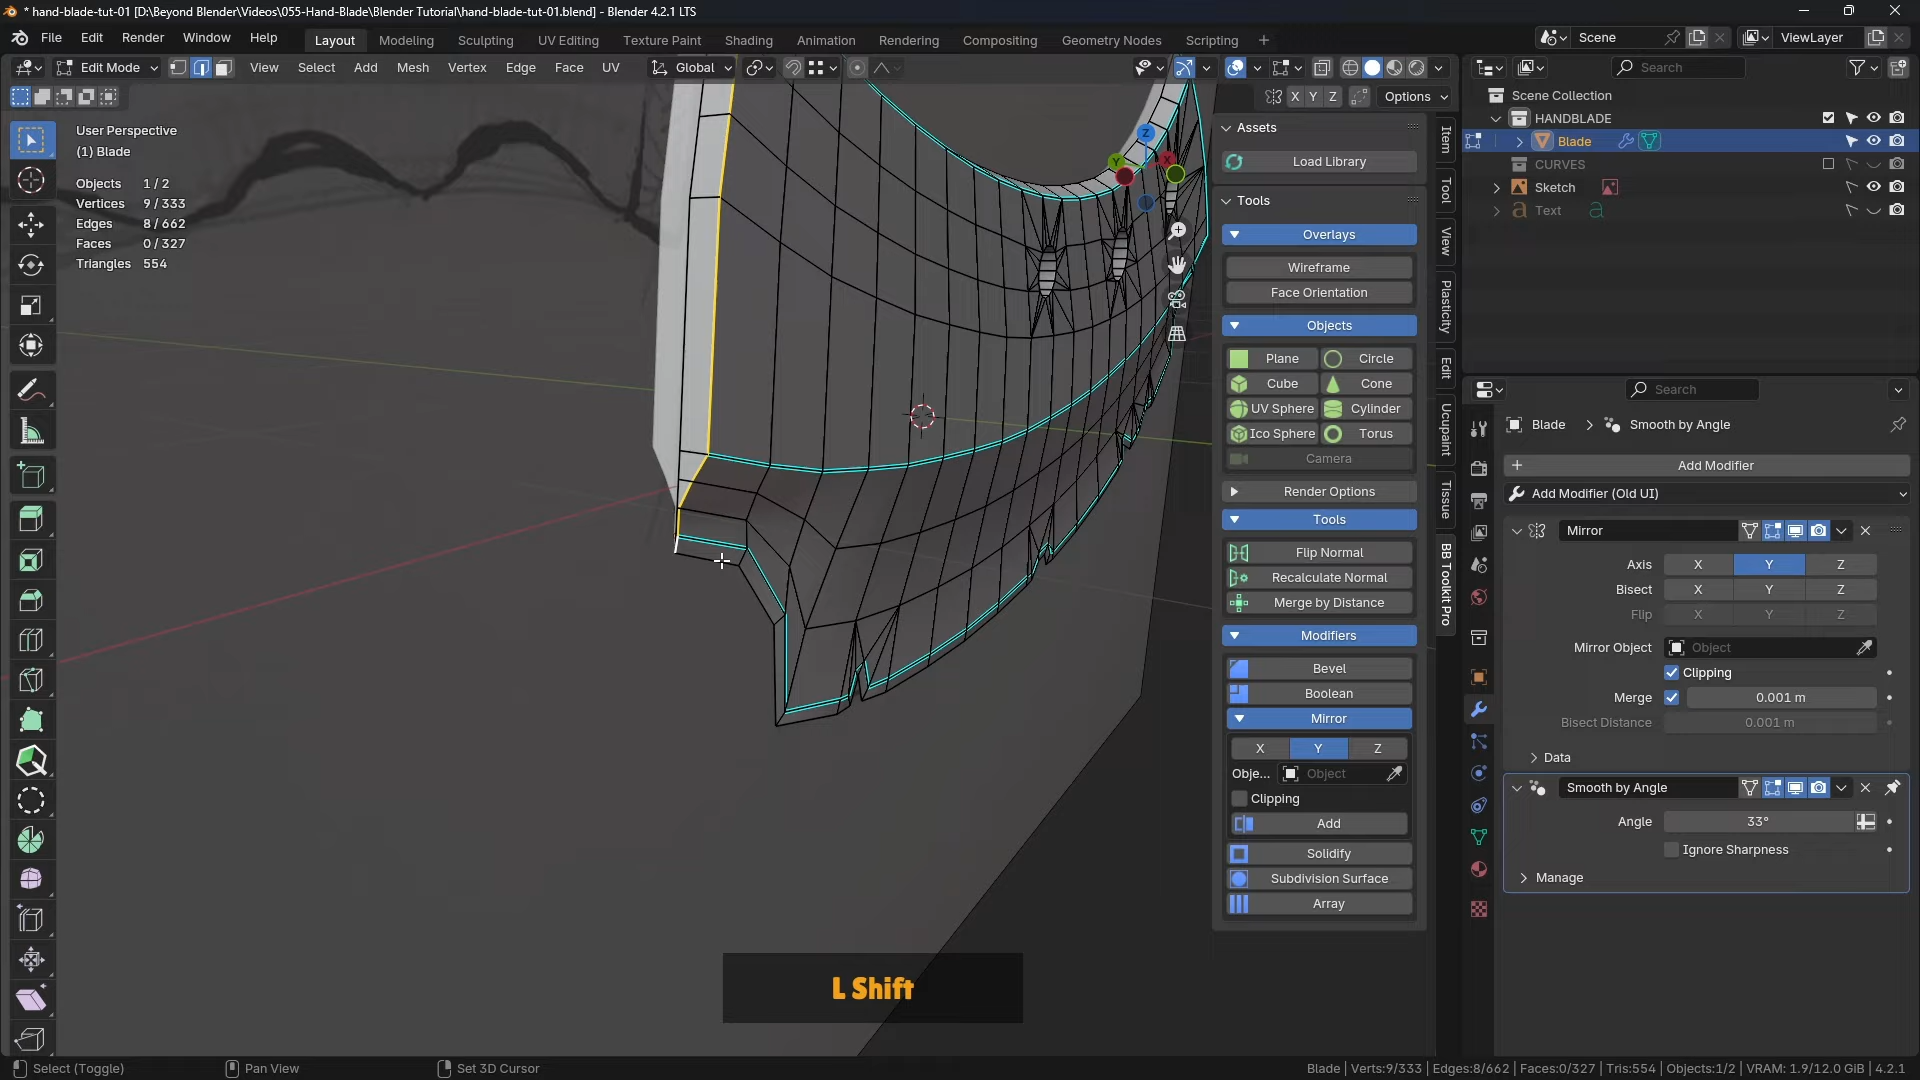 * hand-blade-tut-01 [D:\Beyond Blender\Videos\055-Hand-Blade\Blender Tutorial\hand-blade-tut-01.blend] - Blender 4.2.1 LTS
File Edit Render Window Help Layout Modeling Sculpting UV Editing Texture Paint Shading Animation Rendering Compositing Geometry Nodes Scripting + Scene ViewLayer
Edit Mode View Select Add Mesh Vertex Edge Face UV Global Search
X Y Z Options
User Perspective
(1) Blade
Objects 1 / 2
Vertices 9 / 333
Edges 8 / 662
Faces 0 / 327
Triangles 554
Z
Y
X
Assets
Load Library
Tools
Overlays
Wireframe
Face Orientation
Objects
Plane Circle
Cube Cone
UV Sphere Cylinder
Ico Sphere Torus
Camera
Render Options
Tools
Flip Normal
Recalculate Normal
Merge by Distance
Modifiers
Bevel
Boolean
Mirror
X Y Z
Obje... Object
Clipping
Add
Solidify
Subdivision Surface
Array
Item
Tool
View
Plasticity
Edit
Ucupaint
Tissue
BB Toolkit Pro
Scene Collection
HANDBLADE
Blade
CURVES
Sketch
Text
Search
Blade > Smooth by Angle
Add Modifier
Add Modifier (Old UI)
Mirror
Axis X Y Z
Bisect X Y Z
Flip X Y Z
Mirror Object Object
Clipping
Merge 0.001 m
Bisect Distance 0.001 m
Data
Smooth by Angle
Angle 33°
Ignore Sharpness
Manage
L Shift
Select (Toggle) Pan View Set 3D Cursor Blade | Verts:9/333 | Edges:8/662 | Faces:0/327 | Tris:554 | Objects:1/2 | VRAM: 1.9/12.0 GiB | 4.2.1